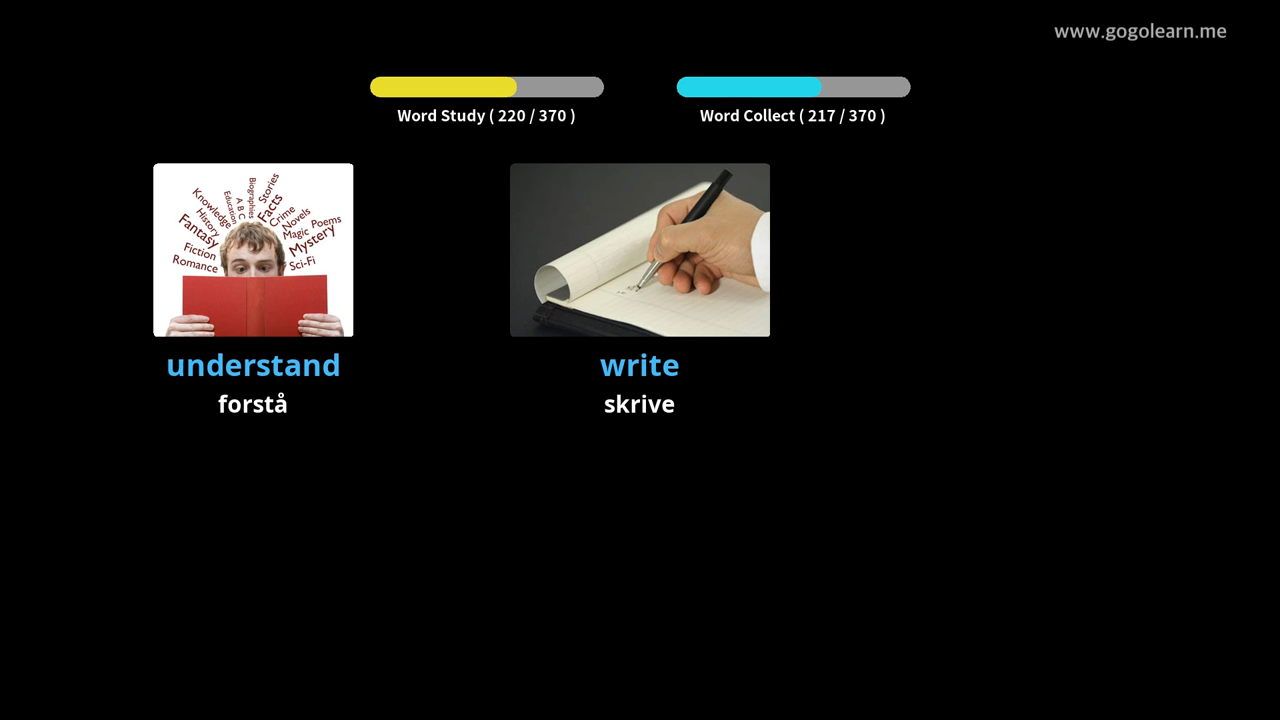 www.gogolearn.me
Word Study ( 220 / 370 )
Word Collect ( 217 / 370 )
Knowledge
History
Fantasy
Fiction
Romance
Education
A B C
Biographies
Stories
Facts
Crime
Novels
Magic
Poems
Mystery
Sci-Fi
understand
forstå
write
skrive